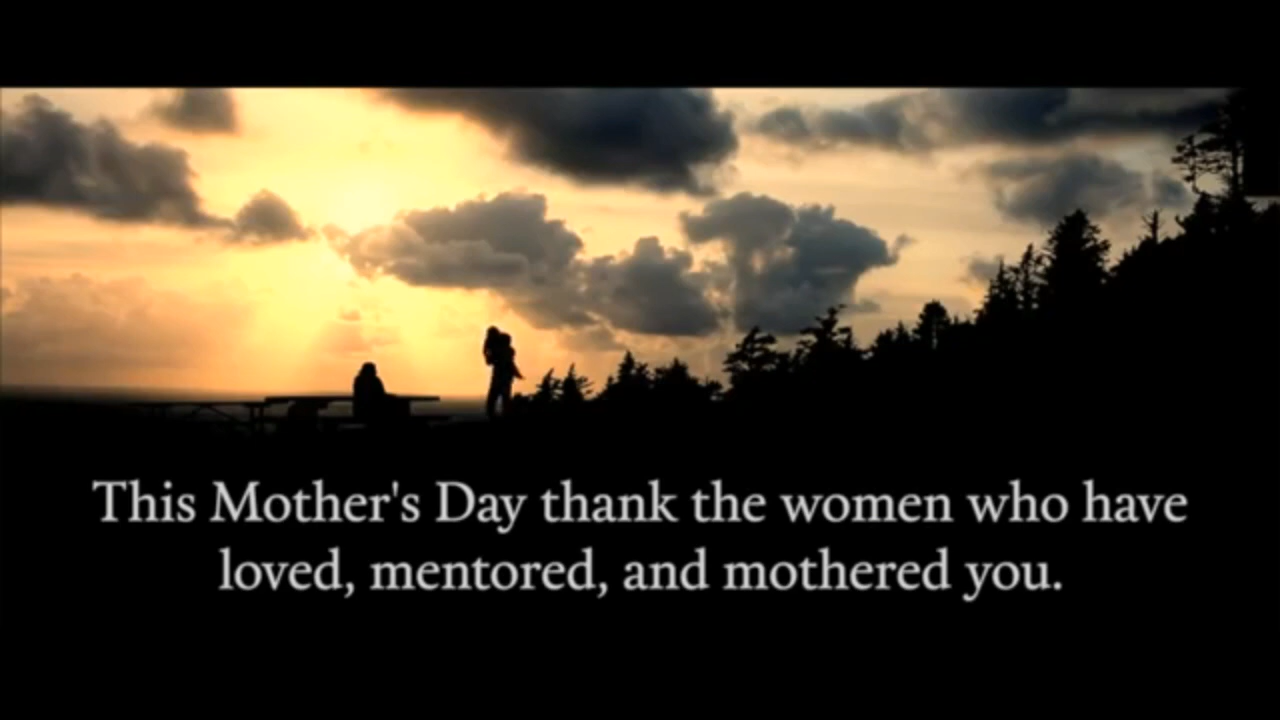 This Mother's Day thank the women who have
loved, mentored, and mothered you.